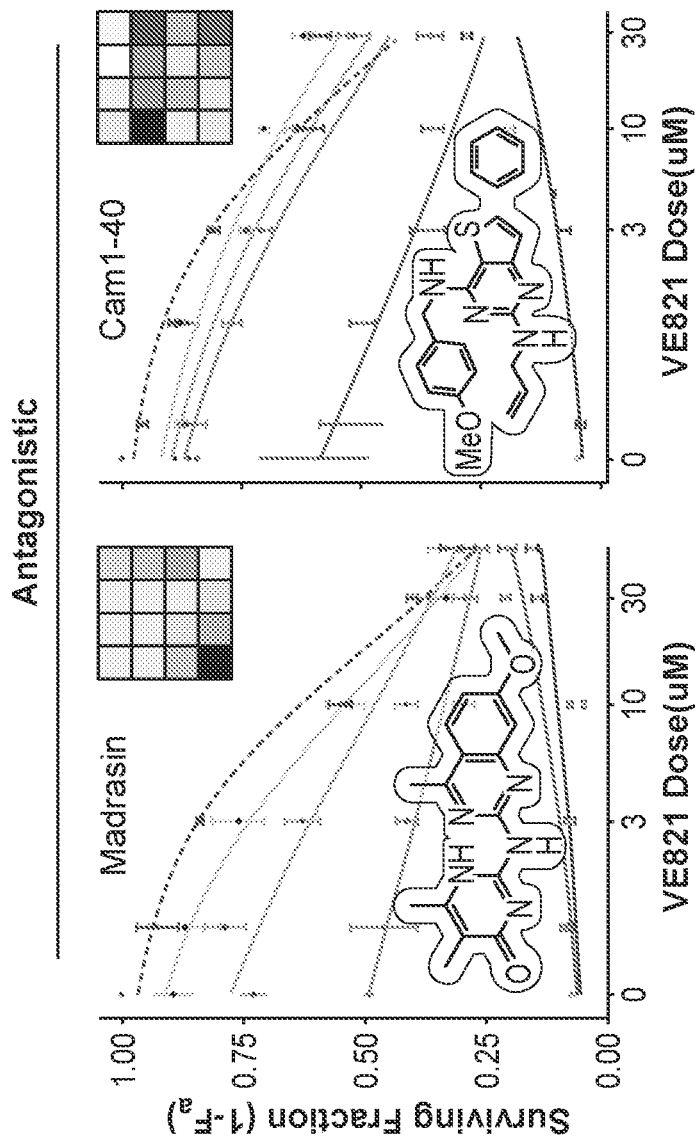 Antagonistic
Madrasin
Cam1-40
Surviving Fraction (1-Fₐ)
1.00
0.75
0.50
0.25
0.00
O
NH
N
N
H
N
N
O
MeO
NH
S
N
N
N
H
0 3 10 30
0 3 10 30
VE821 Dose(uM)
VE821 Dose(uM)